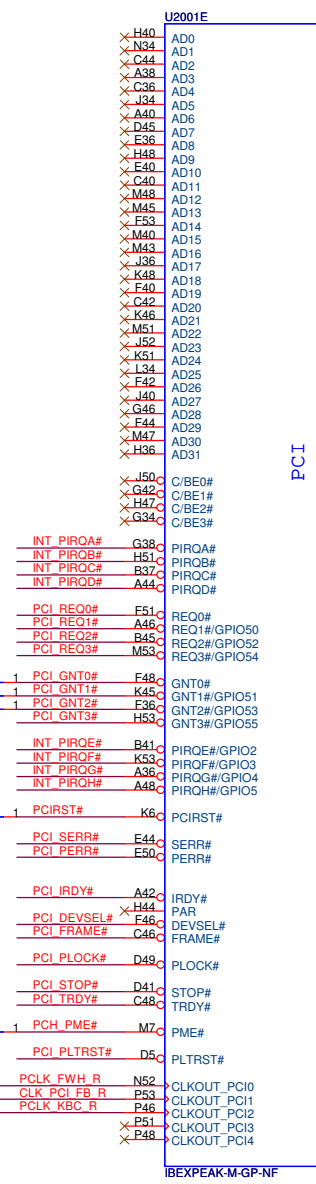 U2001E
H40 AD0
N34 AD1
C44 AD2
A38 AD3
C36 AD4
J34 AD5
A40 AD6
D45 AD7
E36 AD8
H48 AD9
E40 AD10
C40 AD11
M48 AD12
M45 AD13
F53 AD14
M40 AD15
M43 AD16
J36 AD17
K48 AD18
F40 AD19
C42 AD20
K46 AD21
M51 AD22
J52 AD23
K51 AD24
L34 AD25
F42 AD26
J40 AD27
G46 AD28
F44 AD29
M47 AD30
H36 AD31
PCI
J50 C/BE0#
G42 C/BE1#
H47 C/BE2#
G34 C/BE3#
INT_PIRQA# G38 PIRQA#
INT_PIRQB# H51 PIRQB#
INT_PIRQC# B37 PIRQC#
INT_PIRQD# A44 PIRQD#
PCI_REQ0# F51 REQ0#
PCI_REQ1# A46 REQ1#/GPIO50
PCI_REQ2# B45 REQ2#/GPIO52
PCI_REQ3# M53 REQ3#/GPIO54
1 PCI_GNT0# F48 GNT0#
1 PCI_GNT1# K45 GNT1#/GPIO51
1 PCI_GNT2# F36 GNT2#/GPIO53
PCI_GNT3# H53 GNT3#/GPIO55
INT_PIRQE# B41 PIRQE#/GPIO2
INT_PIRQF# K53 PIRQF#/GPIO3
INT_PIRQG# A36 PIRQG#/GPIO4
INT_PIRQH# A48 PIRQH#/GPIO5
1 PCIRST# K6 PCIRST#
PCI_SERR# E44 SERR#
PCI_PERR# E50 PERR#
PCI_IRDY# A42 IRDY#
H44 PAR
PCI_DEVSEL# F46 DEVSEL#
PCI_FRAME# C46 FRAME#
PCI_PLOCK# D49 PLOCK#
PCI_STOP# D41 STOP#
PCI_TRDY# C48 TRDY#
1 PCH_PME# M7 PME#
PCI_PLTRST# D5 PLTRST#
PCLK_FWH_R N52 CLKOUT_PCI0
CLK_PCI_FB_R P53 CLKOUT_PCI1
PCLK_KBC_R P46 CLKOUT_PCI2
P51 CLKOUT_PCI3
P48 CLKOUT_PCI4
IBEXPEAK-M-GP-NF